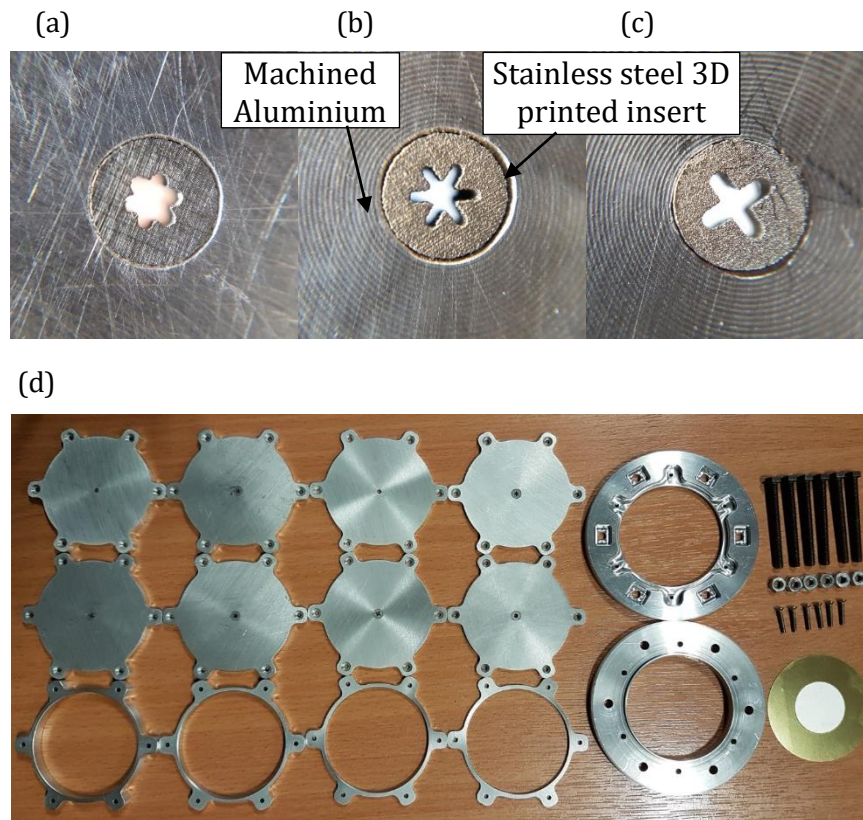 (a)
(b)
(c)
Machined
Aluminium
Stainless steel 3D
printed insert
(d)